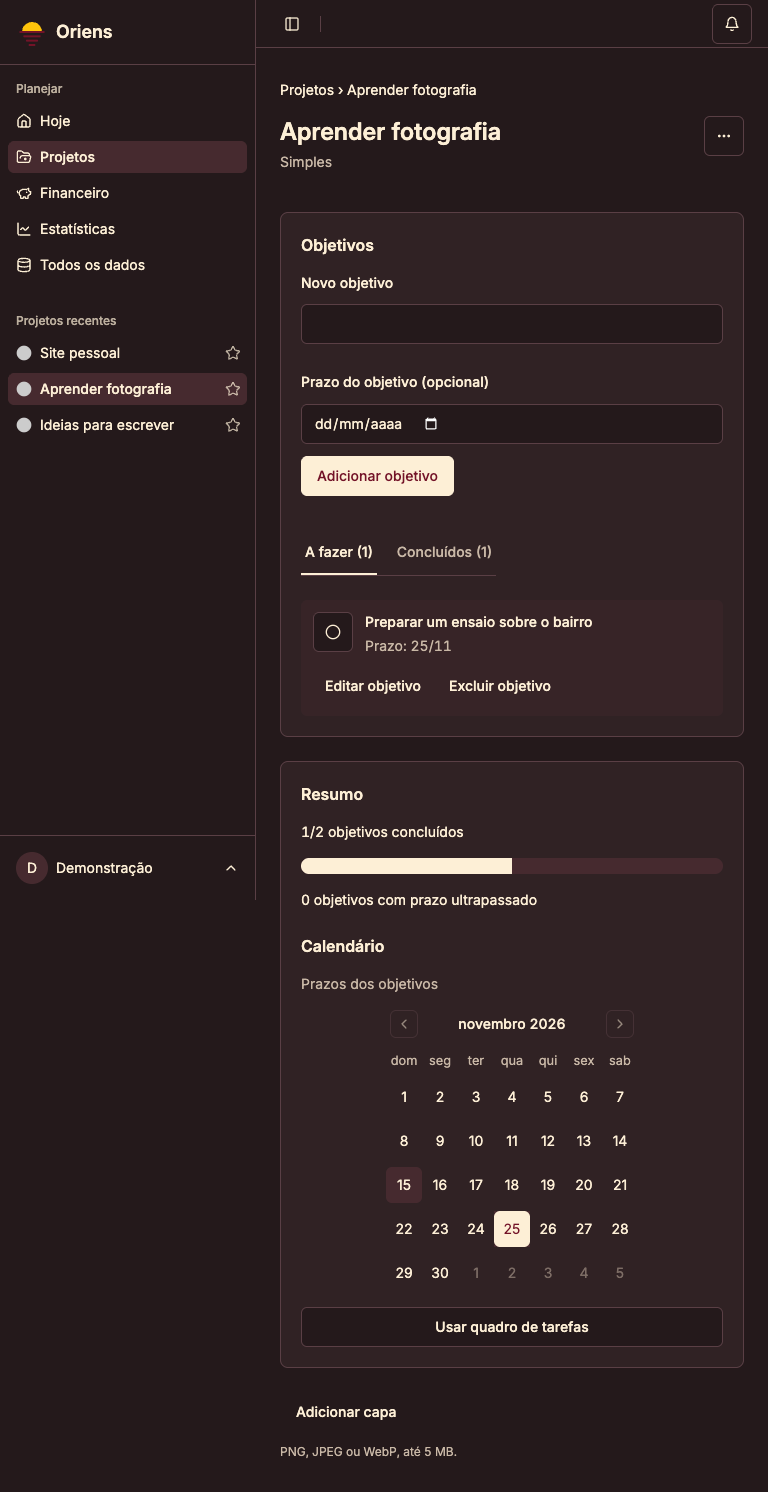 Oriens
Planejar
Hoje
Projetos
Financeiro
Estatísticas
Todos os dados
Projetos recentes
Site pessoal
Aprender fotografia
Ideias para escrever
D Demonstração
Projetos › Aprender fotografia
Aprender fotografia
Simples
Objetivos
Novo objetivo
Prazo do objetivo (opcional)
dd/mm/aaaa
Adicionar objetivo
A fazer (1) Concluídos (1)
Preparar um ensaio sobre o bairro
Prazo: 25/11
Editar objetivo Excluir objetivo
Resumo
1/2 objetivos concluídos
0 objetivos com prazo ultrapassado
Calendário
Prazos dos objetivos
novembro 2026
dom seg ter qua qui sex sab
1 2 3 4 5 6 7
8 9 10 11 12 13 14
15 16 17 18 19 20 21
22 23 24 25 26 27 28
29 30 1 2 3 4 5
Usar quadro de tarefas
Adicionar capa
PNG, JPEG ou WebP, até 5 MB.